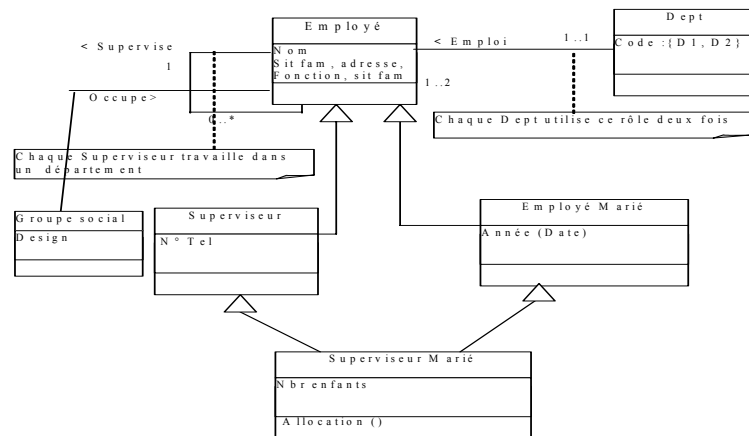 Employé
Nom
Sit fam, adresse,
Fonction, sit fam
< Supervise
1
Occupe>
0..*
< Emploi
1..1
1..2
Dept
Code :{D1, D2}
Chaque Dept utilise ce rôle deux fois
Chaque Superviseur travaille dans
un département
Groupe social
Design
Superviseur
N° Tel
Employé Marié
Année (Date)
Superviseur Marié
Nbr enfants
Allocation ()